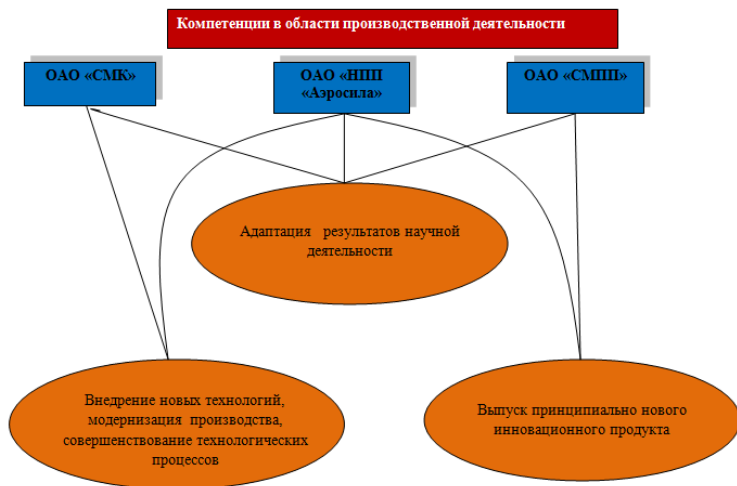 Компетенции в области производственной деятельности
ОАО «СМК»
ОАО «НПП
«Аэросила»
ОАО «СМПП»
Адаптация результатов научной
деятельности
Внедрение новых технологий,
модернизация производства,
совершенствование технологических
процессов
Выпуск принципиально нового
инновационного продукта